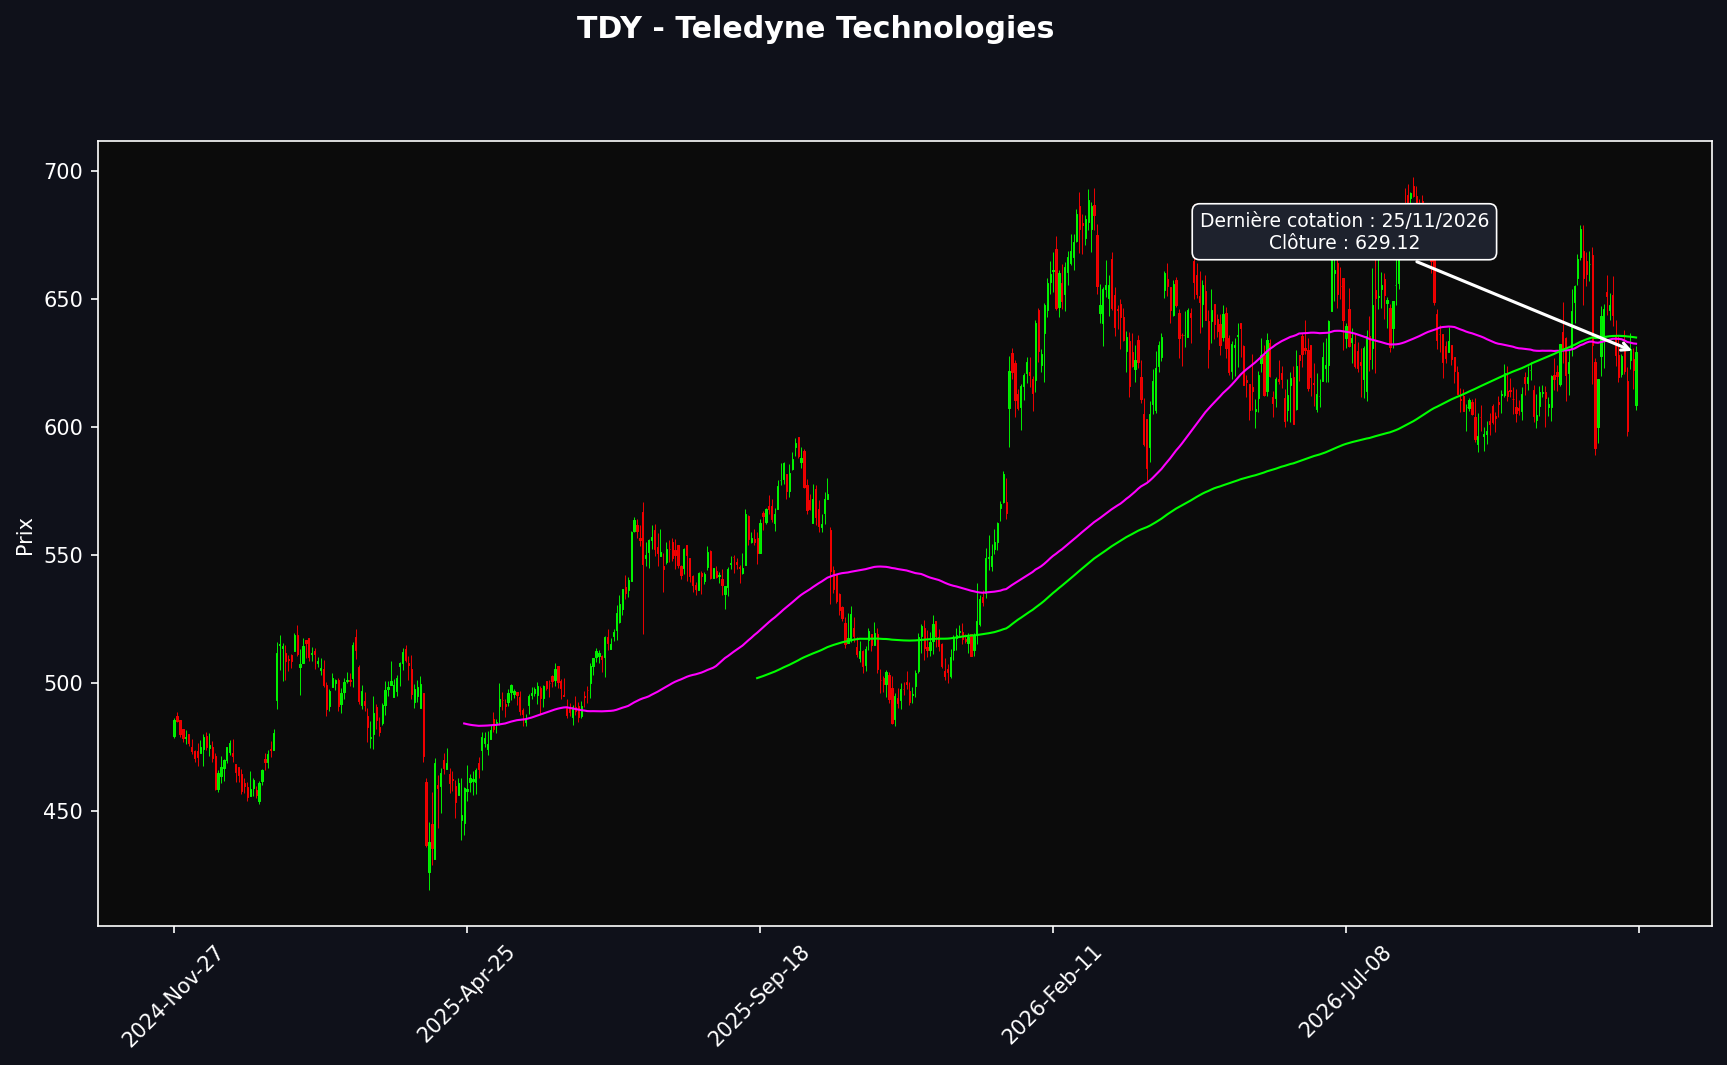 TDY - Teledyne Technologies
Prix
700
650
600
550
500
450
Dernière cotation : 25/11/2026
Clôture : 629.12
2024-Nov-27
2025-Apr-25
2025-Sep-18
2026-Feb-11
2026-Jul-08